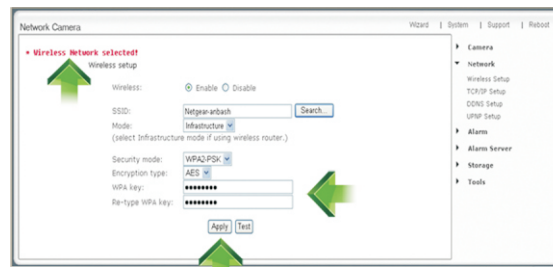 Network Camera
Wizard | System | Support | Reboot
* Wireless Network selected!
Wireless setup
Wireless: Enable Disable
SSID: Netgear-anbash Search...
Mode: Infrastructure
(select Infrastructure mode if using wireless router.)
Security mode: WPA2-PSK
Encryption type: AES
WPA key: ••••••••
Re-type WPA key: ••••••••
Apply Test
Camera
Network
Wireless Setup
TCP/IP Setup
DDNS Setup
UPNP Setup
Alarm
Alarm Server
Storage
Tools